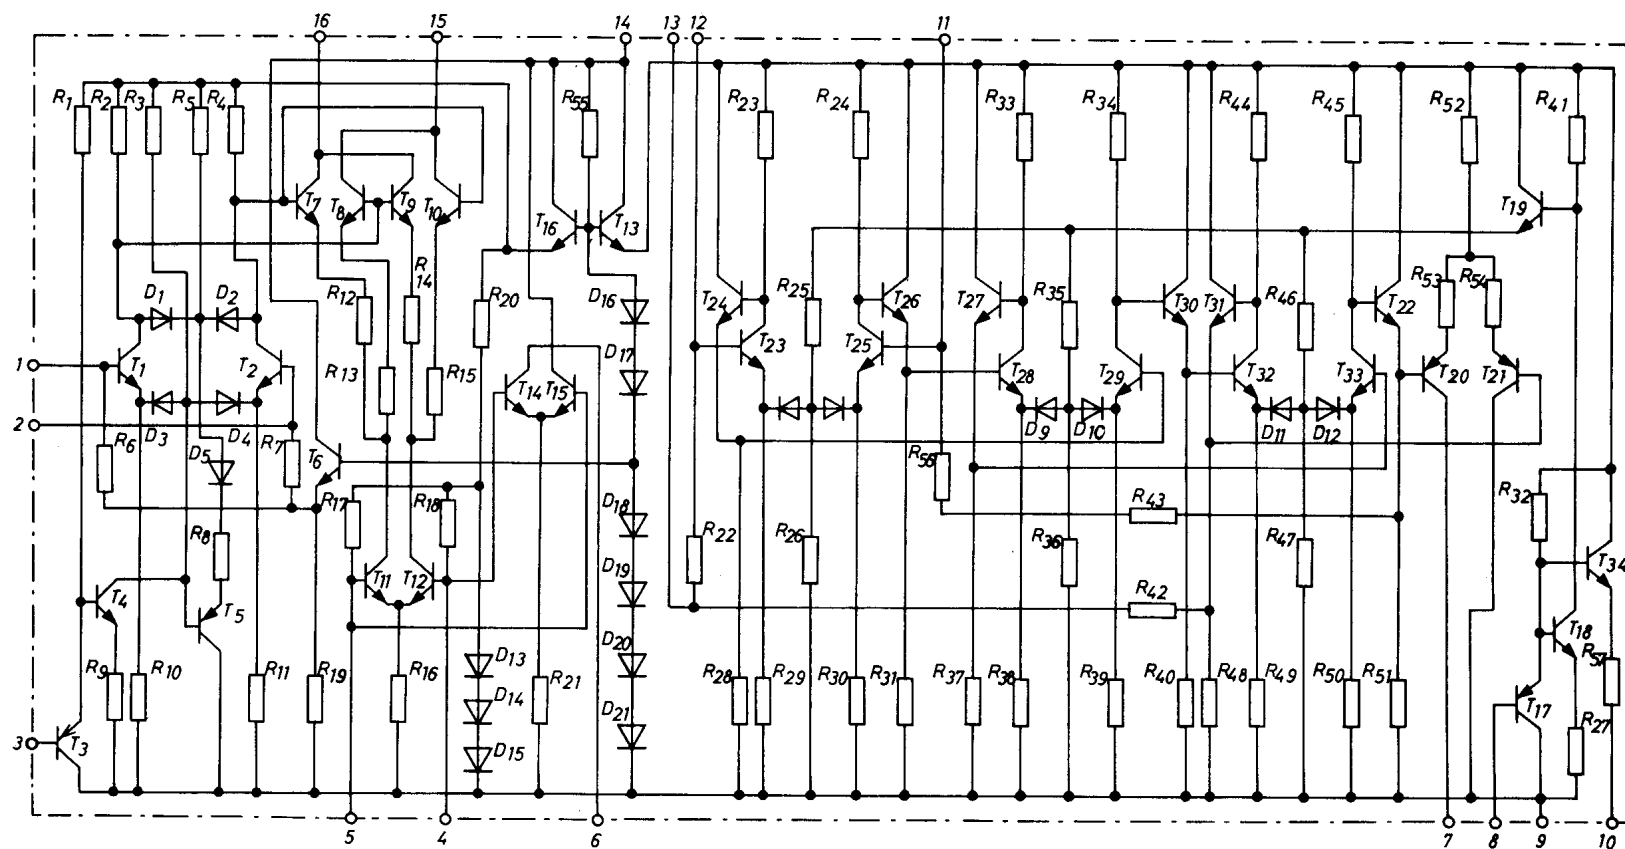 16 15 14 13 12 11
R1 R2 R3 R5 R4 R55 R23 R24 R33 R34 R44 R45 R52 R41
T7 T8 T9 T10 T16 T13 T19
R12 R14 R20 D16 T24 R25 T26 T27 R35 T30 T31 R46 T22 R53 R54
D1 D2
1 T1 T2 R13 R15 T14 T15 D17 T23 T25 T28 T29 T32 T33 T20 T21
2 D3 D4 D9 D10 D11 D12
R6 D5 R7 T6 R56
R17 R18 D18 R43 R32
R8 R22 R26 R36 R47
T4 T5 T11 T12 D19 R42 T34
D20 T18 R57
R9 R10 R11 R19 R16 D13 R21 R28 R29 R30 R31 R37 R38 R39 R40 R48 R49 R50 R51
D14 D21 T17 R27
3 T3 D15
5 4 6 7 8 9 10